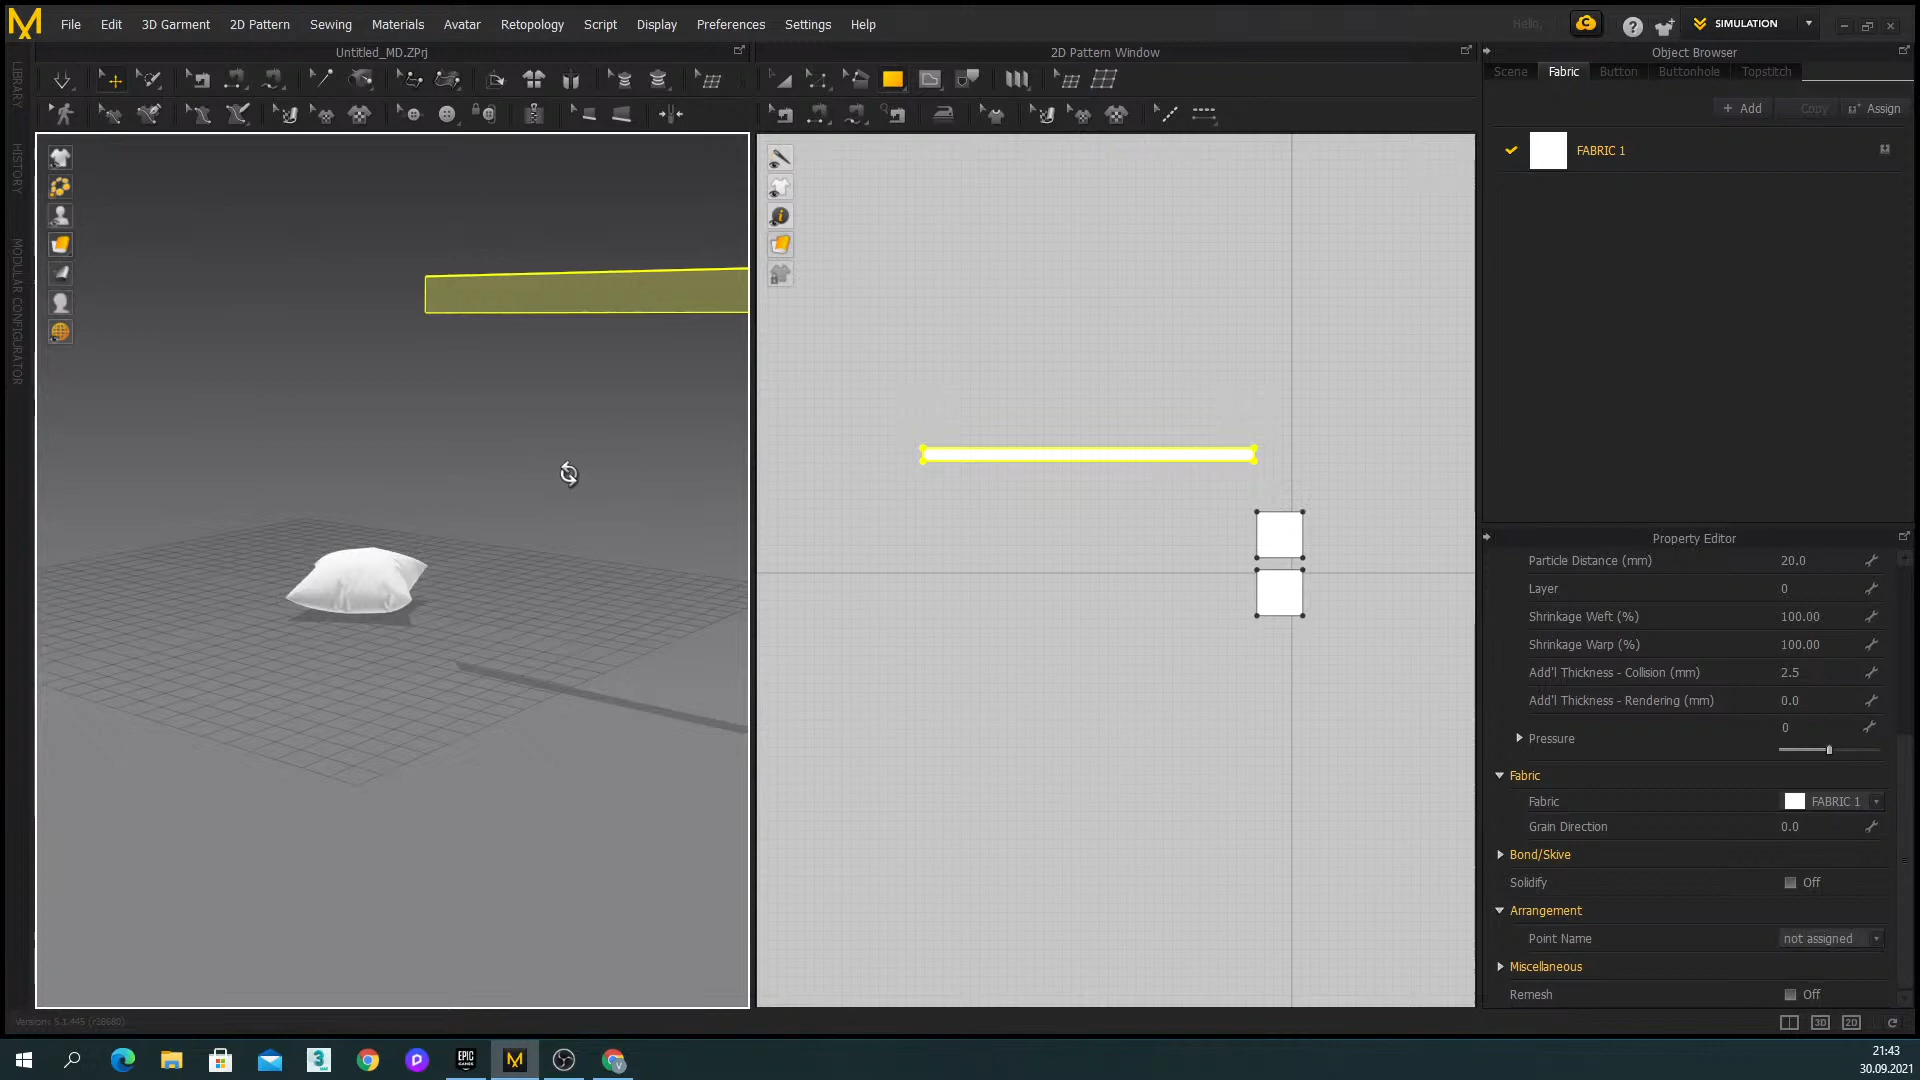 File Edit 3D Garment 2D Pattern Sewing Materials Avatar Retopology Script Display Preferences Settings Help
Hello,
SIMULATION
Untitled_MD.ZPrj
2D Pattern Window
Object Browser
Scene Fabric Button Buttonhole Topstitch
+ Add Copy Assign
FABRIC 1
LIBRARY
HISTORY
MODULAR CONFIGURATOR
Property Editor
Particle Distance (mm) 20.0
Layer 0
Shrinkage Weft (%) 100.00
Shrinkage Warp (%) 100.00
Add'l Thickness - Collision (mm) 2.5
Add'l Thickness - Rendering (mm) 0.0
Pressure 0
Fabric
Fabric FABRIC 1
Grain Direction 0.0
Bond/Skive
Solidify Off
Arrangement
Point Name not assigned
Miscellaneous
Remesh Off
Version: 5.1.445 (r28680)
3D 2D
EPIC GAMES
21:43
30.09.2021